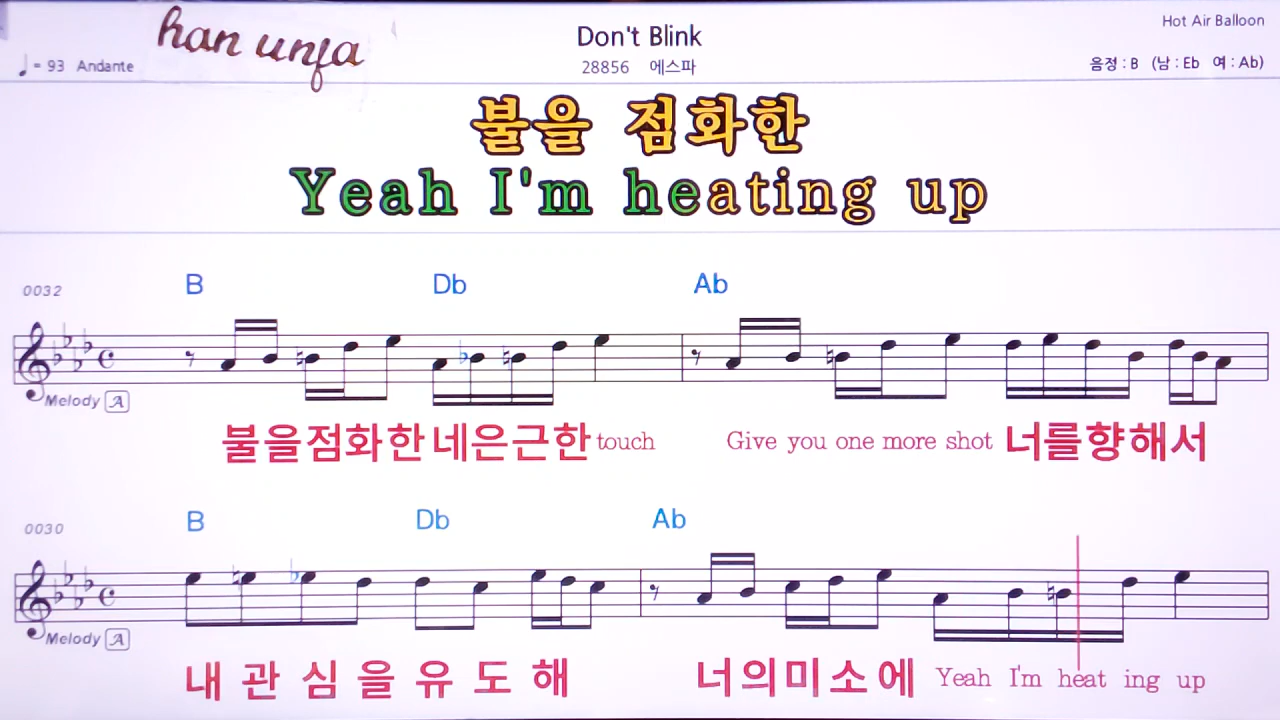 han unfa
Don't Blink
Hot Air Balloon
♩= 93 Andante
28856 에스파
음정 : B (남 : Eb 여 : Ab)
불을 점화한
Yeah I'm heating up
0032
B Db Ab
Melody A
불을점화한네은근한touch Give you one more shot 너를향해서
0030
B Db Ab
Melody A
내관심을유도해 너의미소에 Yeah I'm heat ing up